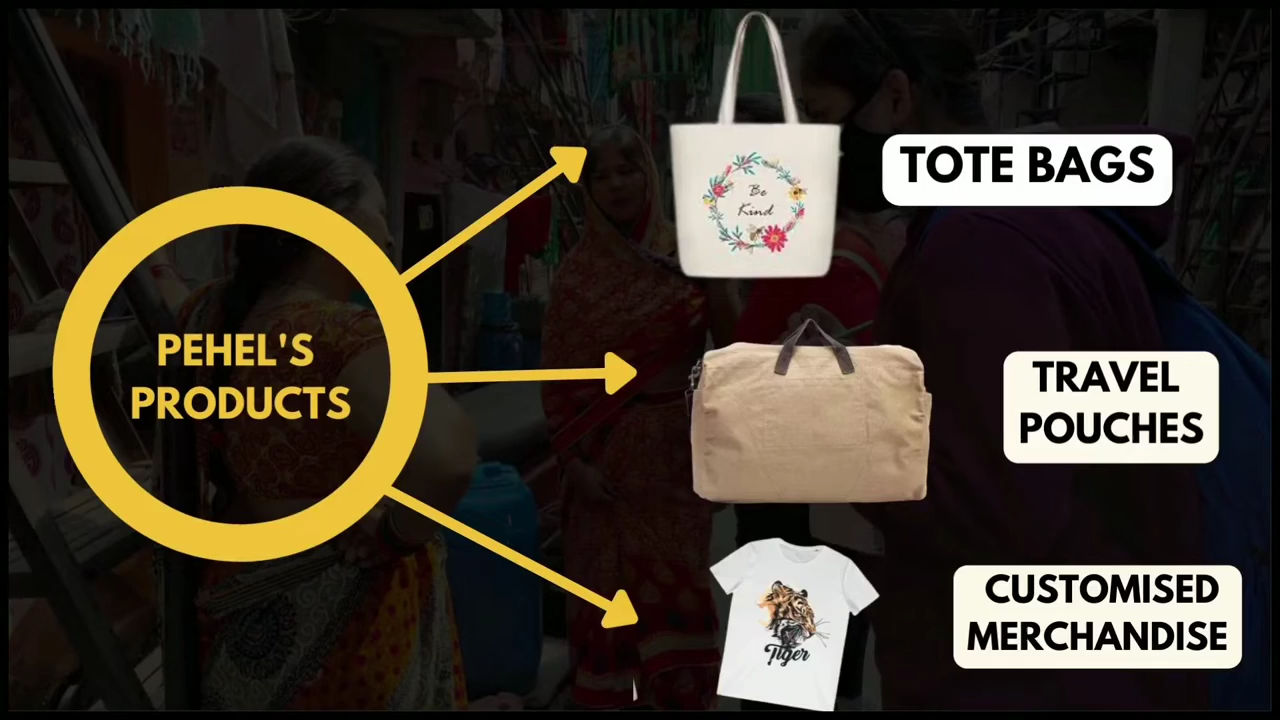 PEHEL'S
PRODUCTS
Be
Kind
TOTE BAGS
TRAVEL
POUCHES
Tiger
CUSTOMISED
MERCHANDISE